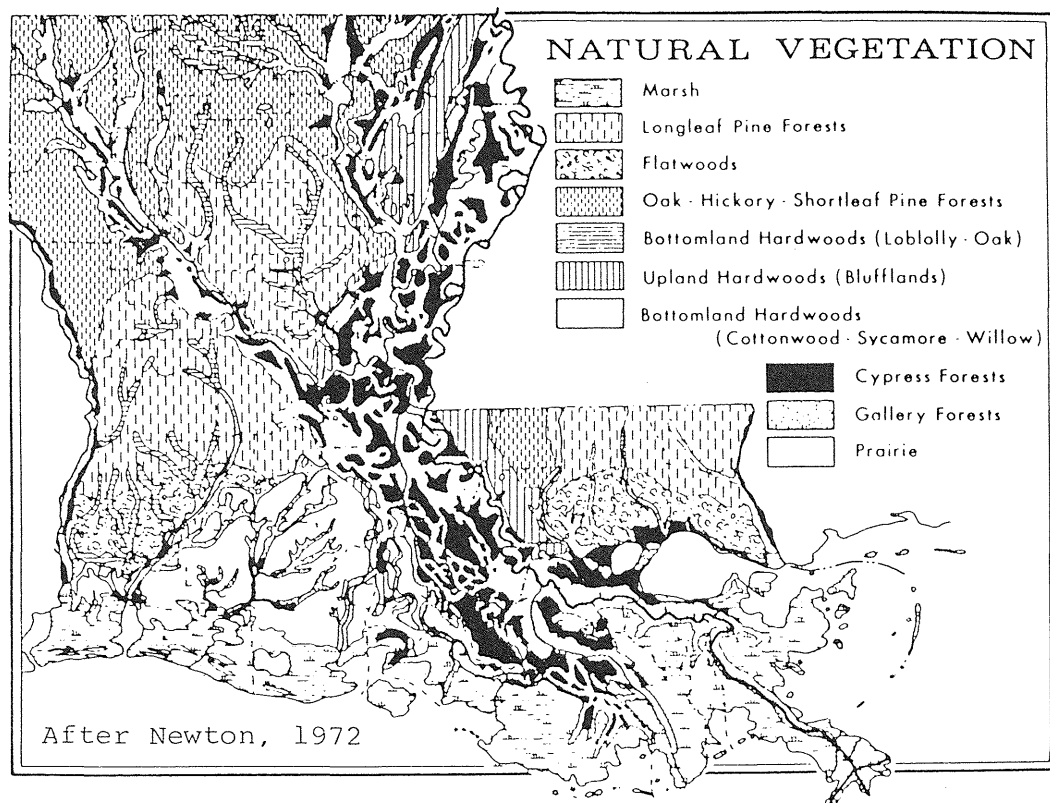 NATURAL VEGETATION
Marsh
Longleaf Pine Forests
Flatwoods
Oak - Hickory - Shortleaf Pine Forests
Bottomland Hardwoods (Loblolly - Oak)
Upland Hardwoods (Blufflands)
Bottomland Hardwoods
(Cottonwood - Sycamore - Willow)
Cypress Forests
Gallery Forests
Prairie
After Newton, 1972